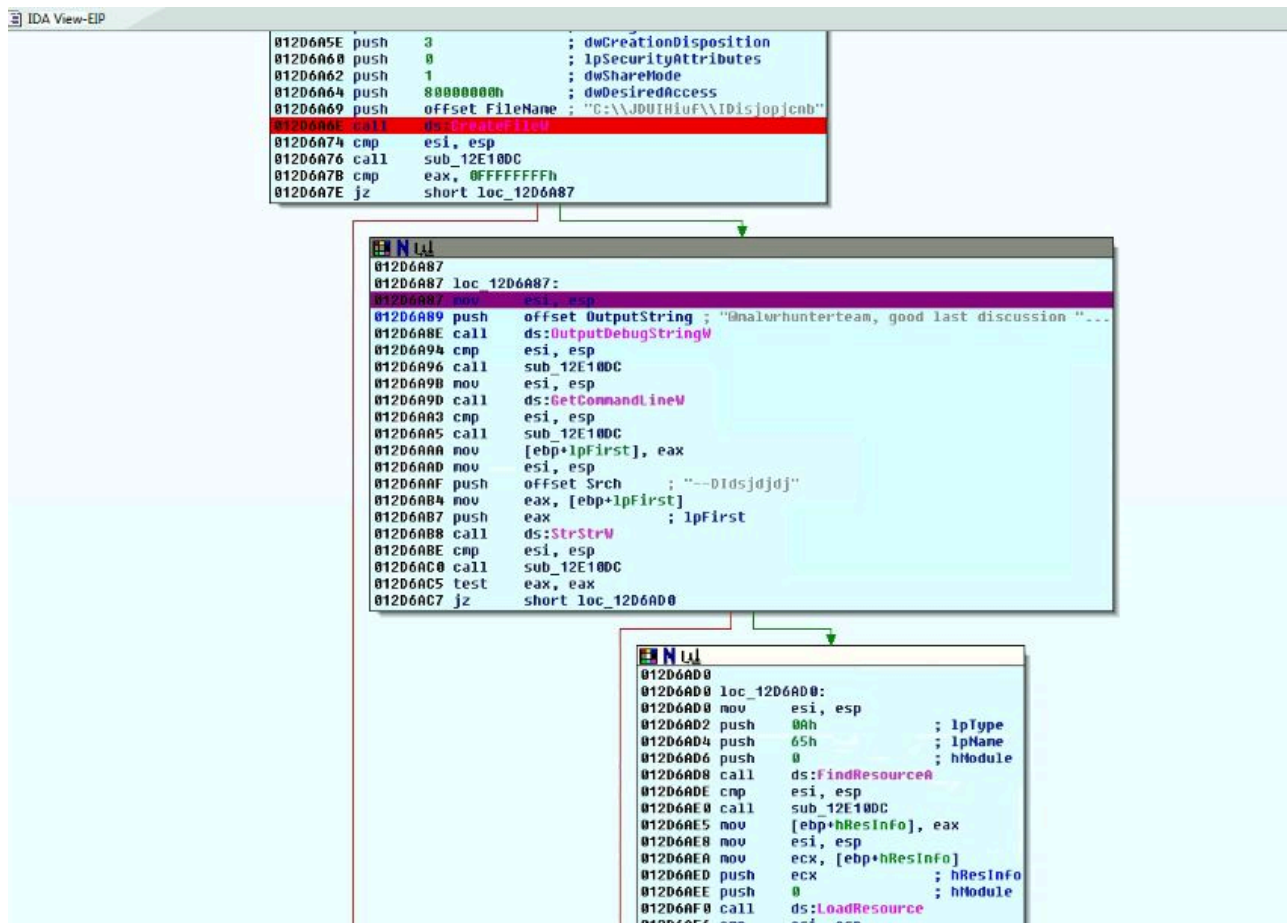 IDA View-EIP
012D6A5E push 3 ; dwCreationDisposition
012D6A60 push 0 ; lpSecurityAttributes
012D6A62 push 1 ; dwShareMode
012D6A64 push 80000000h ; dwDesiredAccess
012D6A69 push offset FileName ; "C:\\JDUIHiuf\\IDisjopjcnb"
012D6A6E call ds:CreateFileW
012D6A74 cmp esi, esp
012D6A76 call sub_12E10DC
012D6A7B cmp eax, 0FFFFFFFFh
012D6A7E jz short loc_12D6A87
012D6A87
012D6A87 loc_12D6A87:
012D6A87 mov esi, esp
012D6A89 push offset OutputString ; "@malwrhunterteam, good last discussion "...
012D6A8E call ds:OutputDebugStringW
012D6A94 cmp esi, esp
012D6A96 call sub_12E10DC
012D6A9B mov esi, esp
012D6A9D call ds:GetCommandLineW
012D6AA3 cmp esi, esp
012D6AA5 call sub_12E10DC
012D6AAA mov [ebp+lpFirst], eax
012D6AAD mov esi, esp
012D6AAF push offset Srch ; "--DIdsjdjdj"
012D6AB4 mov eax, [ebp+lpFirst]
012D6AB7 push eax ; lpFirst
012D6AB8 call ds:StrStrW
012D6ABE cmp esi, esp
012D6AC0 call sub_12E10DC
012D6AC5 test eax, eax
012D6AC7 jz short loc_12D6AD0
012D6AD0
012D6AD0 loc_12D6AD0:
012D6AD0 mov esi, esp
012D6AD2 push 0Ah ; lpType
012D6AD4 push 65h ; lpName
012D6AD6 push 0 ; hModule
012D6AD8 call ds:FindResourceA
012D6ADE cmp esi, esp
012D6AE0 call sub_12E10DC
012D6AE5 mov [ebp+hResInfo], eax
012D6AE8 mov esi, esp
012D6AEA mov ecx, [ebp+hResInfo]
012D6AED push ecx ; hResInfo
012D6AEE push 0 ; hModule
012D6AF0 call ds:LoadResource